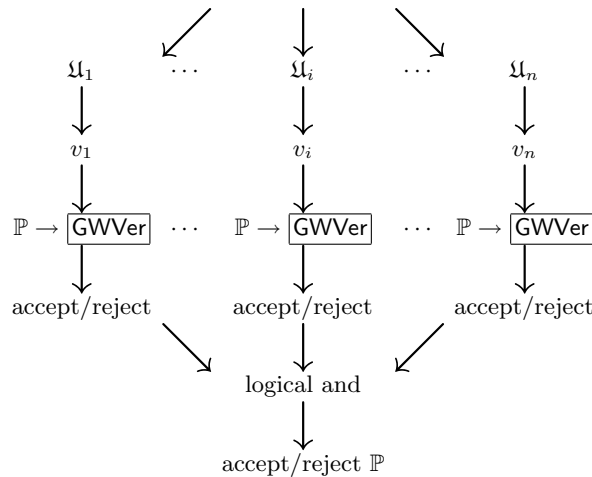 𝔘₁ ⋯ 𝔘ᵢ ⋯ 𝔘ₙ
v₁ vᵢ vₙ
ℙ → GWVer ⋯ ℙ → GWVer ⋯ ℙ → GWVer
accept/reject accept/reject accept/reject
logical and
accept/reject ℙ